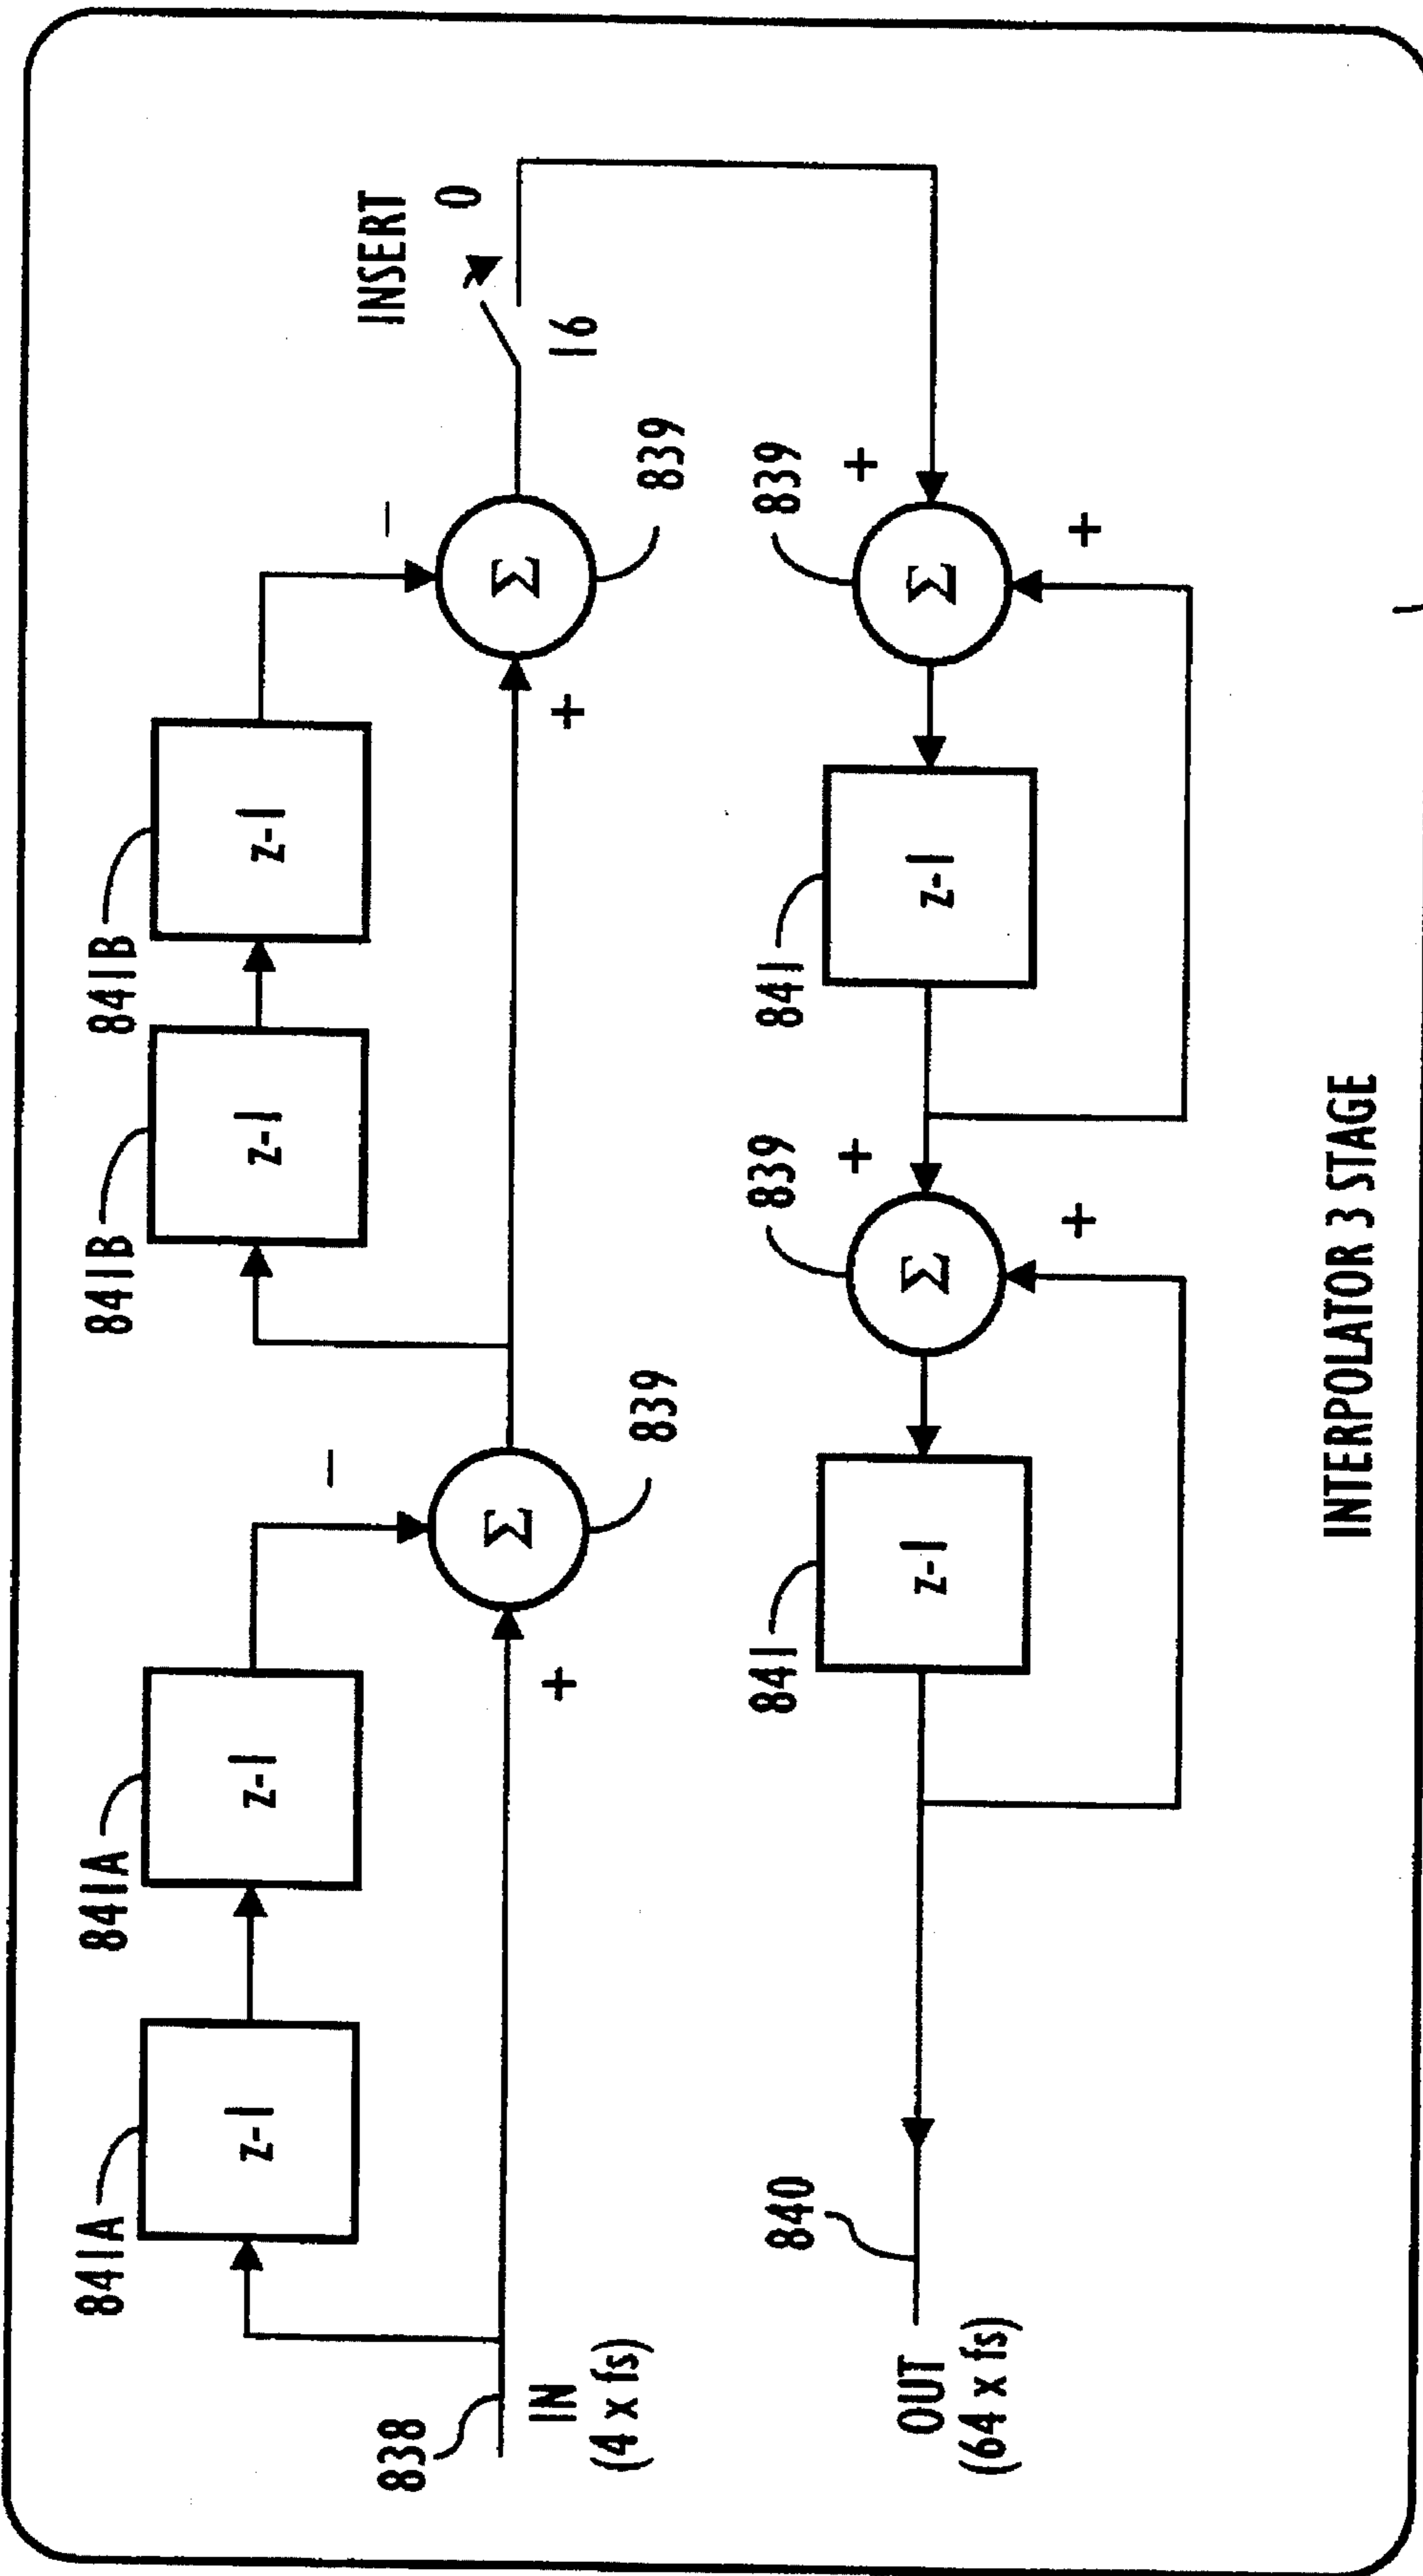 841A
841A
841B
841B
INSERT
0
z-1
z-1
z-1
z-1
−
−
16
838
Σ
Σ
+
+
IN
(4 x fs)
839
839
840
841
839
841
839
+
+
OUT
(64 x fs)
z-1
Σ
z-1
Σ
+
+
INTERPOLATOR 3 STAGE